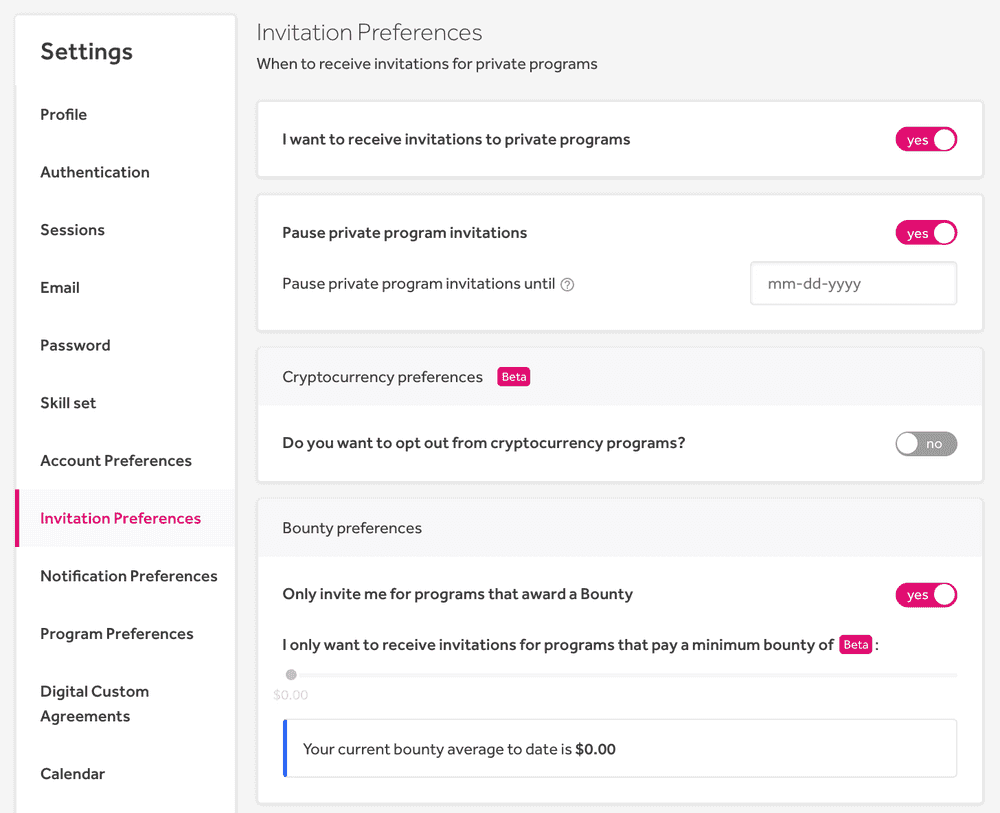 Settings
Profile
Authentication
Sessions
Email
Password
Skill set
Account Preferences
Invitation Preferences
Notification Preferences
Program Preferences
Digital Custom
Agreements
Calendar
Invitation Preferences
When to receive invitations for private programs
I want to receive invitations to private programs yes
Pause private program invitations yes
Pause private program invitations until ? mm-dd-yyyy
Cryptocurrency preferences Beta
Do you want to opt out from cryptocurrency programs? no
Bounty preferences
Only invite me for programs that award a Bounty yes
I only want to receive invitations for programs that pay a minimum bounty of Beta :
$0.00
Your current bounty average to date is $0.00